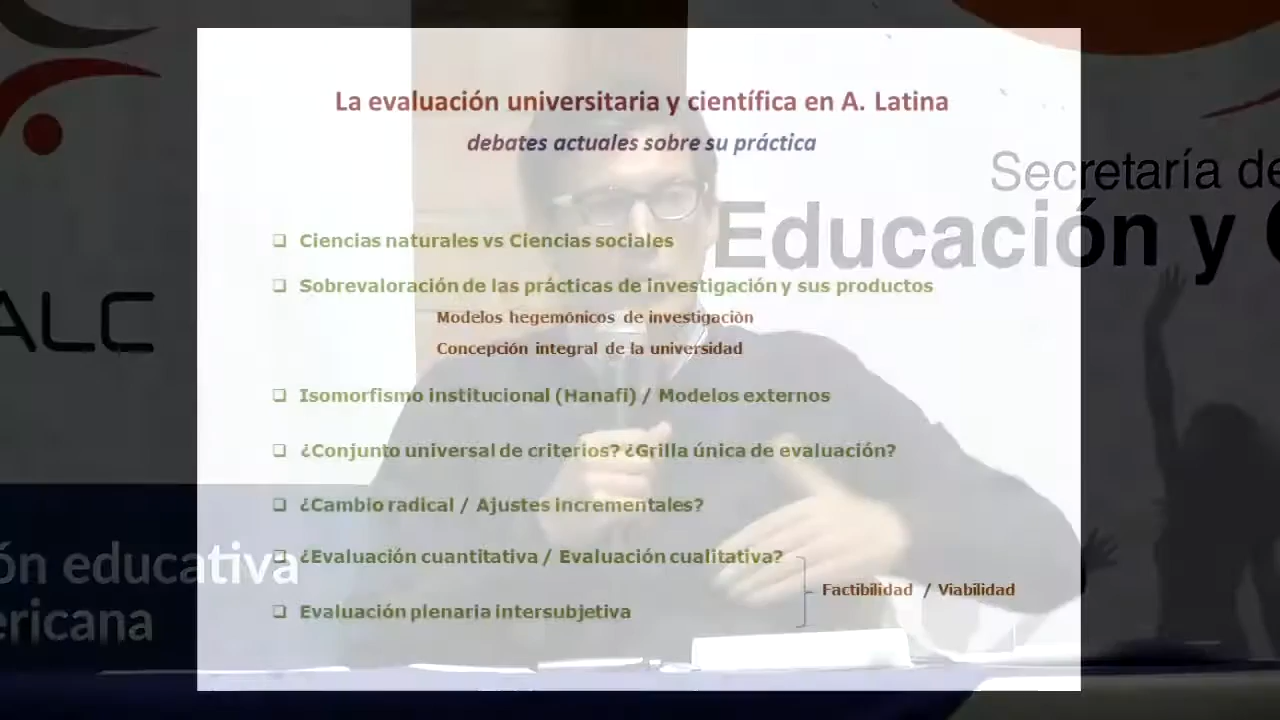 La evaluación universitaria y científica en A. Latina
debates actuales sobre su práctica
Secretaría de
Educación y
❑ Ciencias naturales vs Ciencias sociales
❑ Sobrevaloración de las prácticas de investigación y sus productos
Modelos hegemónicos de investigaciòn
Concepción integral de la universidad
ALC
❑ Isomorfismo institucional (Hanafi) / Modelos externos
❑ ¿Conjunto universal de criterios? ¿Grilla única de evaluación?
❑ ¿Cambio radical / Ajustes incrementales?
❑ ¿Evaluación cuantitativa / Evaluación cualitativa?
ón educativa
Factibilidad / Viabilidad
❑ Evaluación plenaria intersubjetiva
ericana